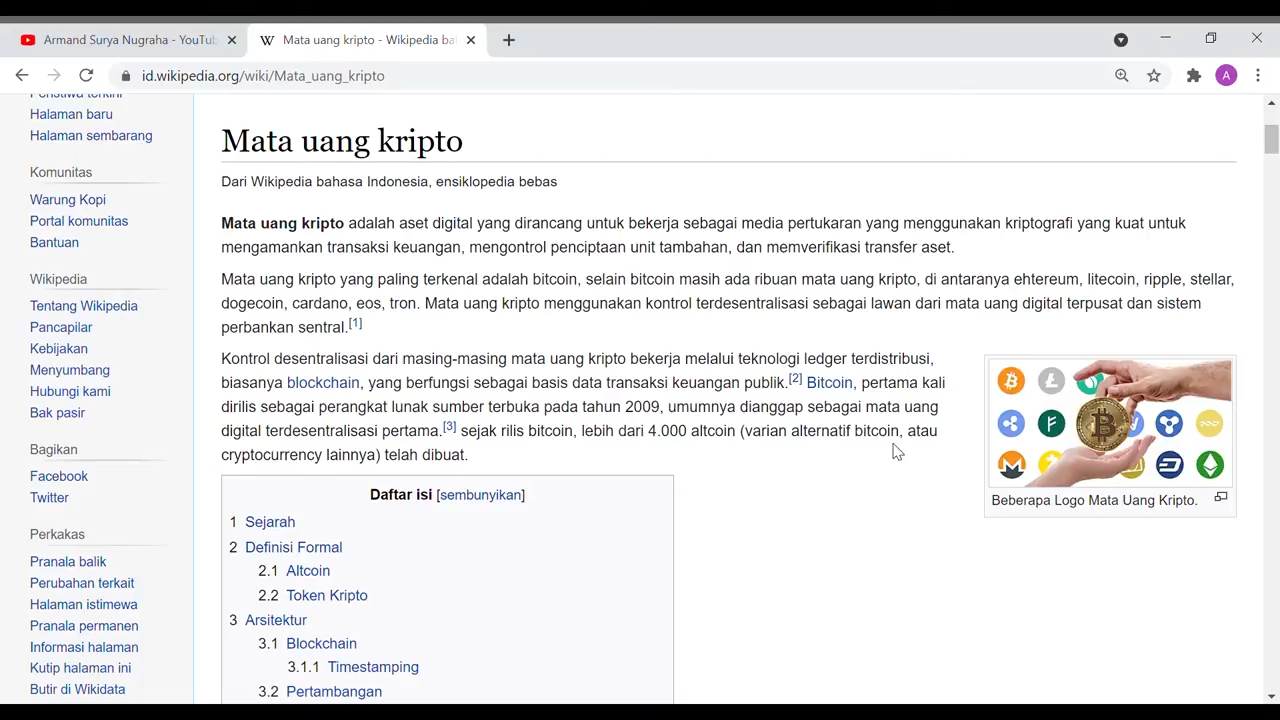 Armand Surya Nugraha - YouTub
Mata uang kripto - Wikipedia ba
id.wikipedia.org/wiki/Mata_uang_kripto
A
Peristiwa terkini
Halaman baru
Halaman sembarang
Komunitas
Warung Kopi
Portal komunitas
Bantuan
Wikipedia
Tentang Wikipedia
Pancapilar
Kebijakan
Menyumbang
Hubungi kami
Bak pasir
Bagikan
Facebook
Twitter
Perkakas
Pranala balik
Perubahan terkait
Halaman istimewa
Pranala permanen
Informasi halaman
Kutip halaman ini
Butir di Wikidata
Mata uang kripto
Dari Wikipedia bahasa Indonesia, ensiklopedia bebas
Mata uang kripto adalah aset digital yang dirancang untuk bekerja sebagai media pertukaran yang menggunakan kriptografi yang kuat untuk
mengamankan transaksi keuangan, mengontrol penciptaan unit tambahan, dan memverifikasi transfer aset.
Mata uang kripto yang paling terkenal adalah bitcoin, selain bitcoin masih ada ribuan mata uang kripto, di antaranya ehtereum, litecoin, ripple, stellar,
dogecoin, cardano, eos, tron. Mata uang kripto menggunakan kontrol terdesentralisasi sebagai lawan dari mata uang digital terpusat dan sistem
perbankan sentral.[1]
Kontrol desentralisasi dari masing-masing mata uang kripto bekerja melalui teknologi ledger terdistribusi,
biasanya blockchain, yang berfungsi sebagai basis data transaksi keuangan publik.[2] Bitcoin, pertama kali
dirilis sebagai perangkat lunak sumber terbuka pada tahun 2009, umumnya dianggap sebagai mata uang
digital terdesentralisasi pertama.[3] Sejak rilis bitcoin, lebih dari 4.000 altcoin (varian alternatif bitcoin, atau
cryptocurrency lainnya) telah dibuat.
Beberapa Logo Mata Uang Kripto.
Daftar isi [sembunyikan]
1 Sejarah
2 Definisi Formal
2.1 Altcoin
2.2 Token Kripto
3 Arsitektur
3.1 Blockchain
3.1.1 Timestamping
3.2 Pertambangan